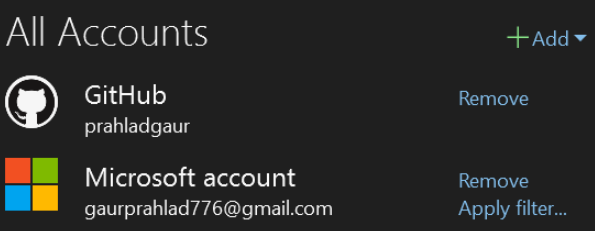 All Accounts
Add
GitHub
Remove
prahladgaur
Microsoft account
Remove
gaurprahlad776@gmail.com
Apply filter...